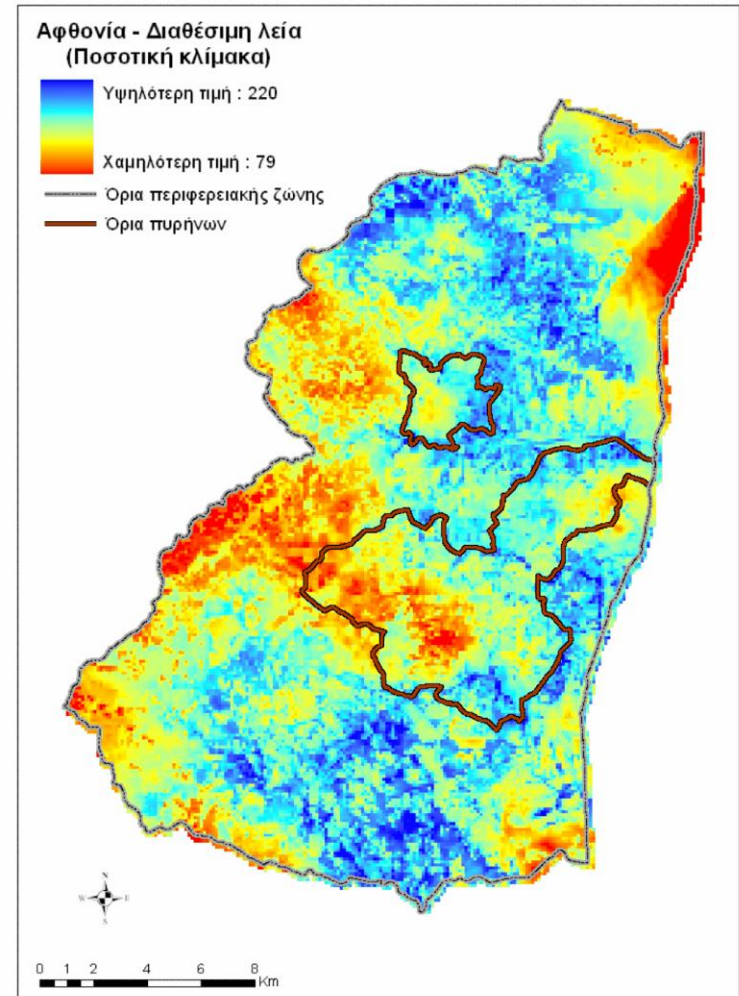 Αφθονία - Διαθέσιμη λεία
(Ποσοτική κλίμακα)
Υψηλότερη τιμή : 220
Χαμηλότερη τιμή : 79
Όρια περιφερειακής ζώνης
Όρια πυρήνων
N
W E
S
0 1 2 4 6 8
Km